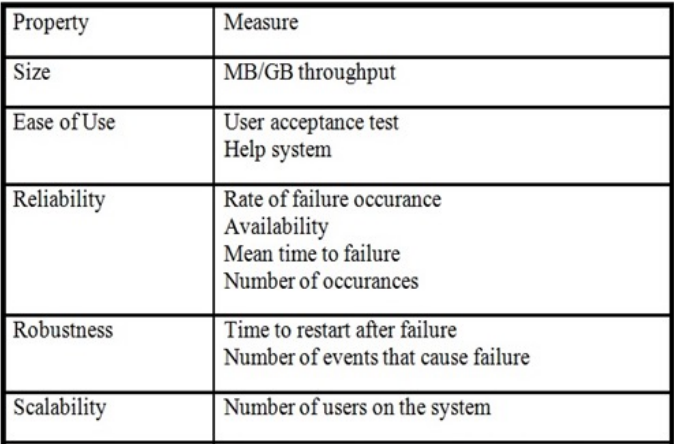 Property Measure
Size MB/GB throughput
Ease of Use User acceptance test
Help system
Reliability Rate of failure occurance
Availability
Mean time to failure
Number of occurances
Robustness Time to restart after failure
Number of events that cause failure
Scalability Number of users on the system